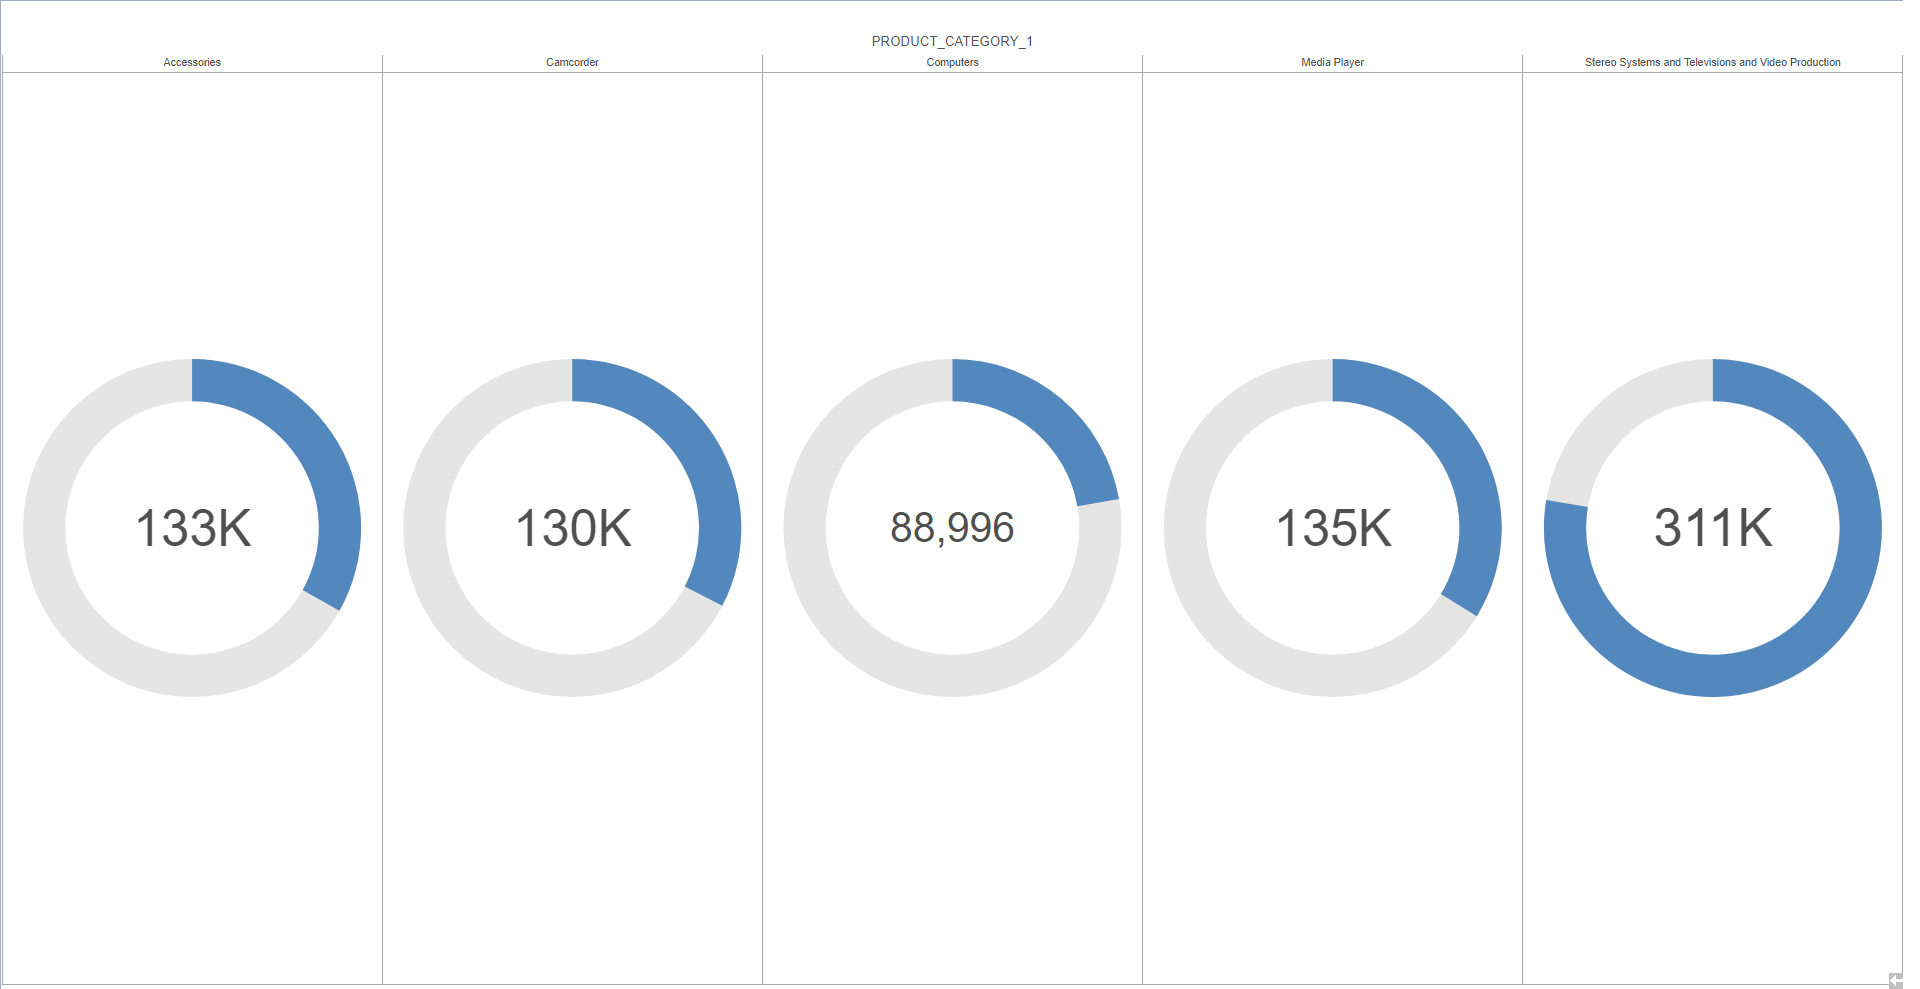 PRODUCT_CATEGORY_1
Accessories
Camcorder
Computers
Media Player
Stereo Systems and Televisions and Video Production
133K
130K
88,996
135K
311K